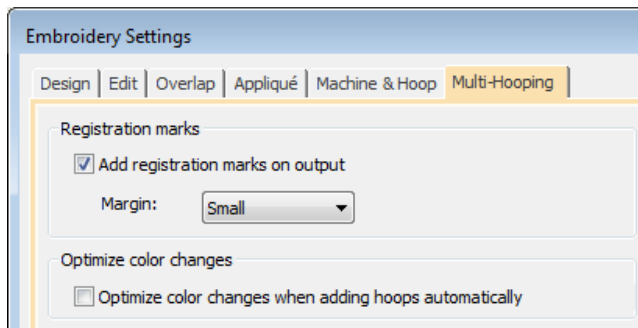 Embroidery Settings
Design Edit Overlap Appliqué Machine & Hoop Multi-Hooping
Registration marks
Add registration marks on output
Margin: Small
Optimize color changes
Optimize color changes when adding hoops automatically